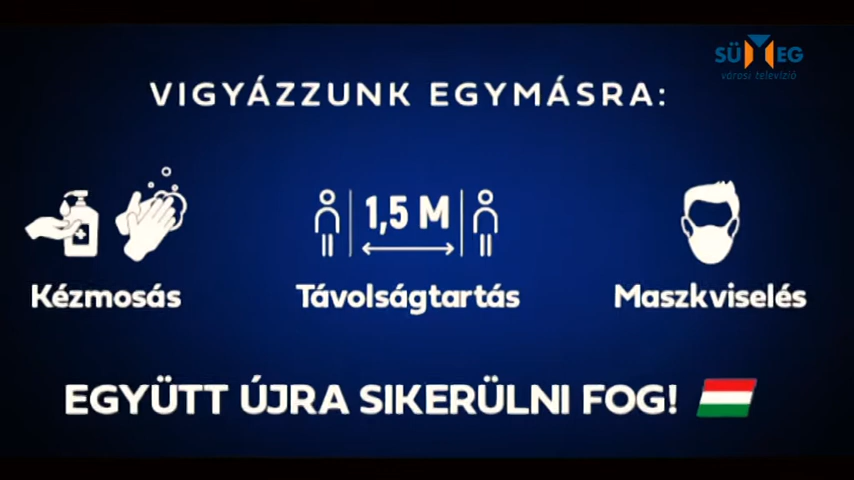 SÜMEG
városi televízió
VIGYÁZZUNK EGYMÁSRA:
1,5 M
Kézmosás Távolságtartás Maszkviselés
EGYÜTT ÚJRA SIKERÜLNI FOG!